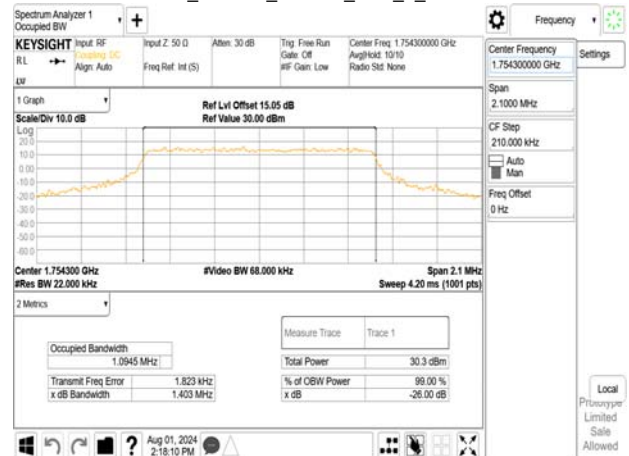 Spectrum Analyzer 1
Occupied BW
Frequency
KEYSIGHT
RL
Input: RF
Coupling: DC
Align: Auto
Input Z: 50 Ω
Freq Ref: Int (S)
Atten: 30 dB
Trig: Free Run
Gate: Off
#IF Gain: Low
Center Freq: 1.754300000 GHz
Avg|Hold: 10/10
Radio Std: None
1 Graph
Scale/Div 10.0 dB
Ref Lvl Offset 15.05 dB
Ref Value 30.00 dBm
Log
20.0
10.0
0.00
-10.0
-20.0
-30.0
-40.0
-50.0
-60.0
Center 1.754300 GHz
#Res BW 22.000 kHz
#Video BW 68.000 kHz
Span 2.1 MHz
Sweep 4.20 ms (1001 pts)
2 Metrics
Measure Trace Trace 1
Occupied Bandwidth
1.0945 MHz
Total Power 30.3 dBm
Transmit Freq Error 1.823 kHz
% of OBW Power 99.00 %
x dB Bandwidth 1.403 MHz
x dB -26.00 dB
Aug 01, 2024
2:18:10 PM
Center Frequency
1.754300000 GHz
Settings
Span
2.1000 MHz
CF Step
210.000 kHz
Auto
Man
Freq Offset
0 Hz
Local
Prototype
Limited
Sale
Allowed